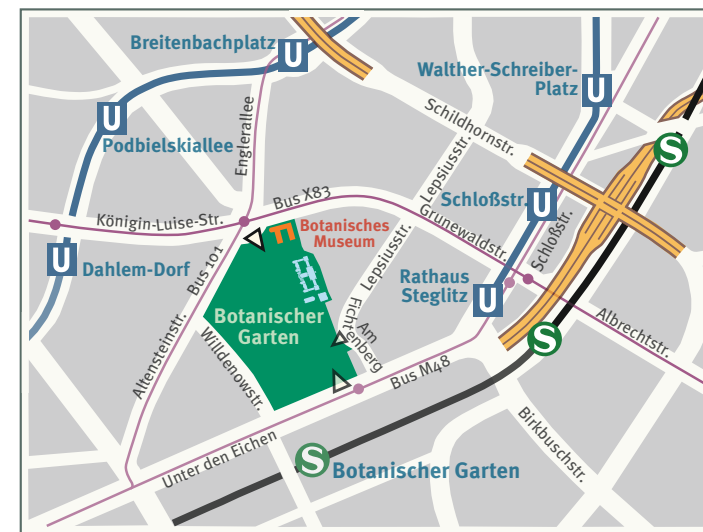 Breitenbachplatz
U
Walther-Schreiber-
Platz
U
U
Podbielskiallee
Englerallee
Schildhornstr.
S
Lepsiusstr.
Schloßstr.
U
Königin-Luise-Str.
Bus X83
Grunewaldstr.
Schloßstr.
Botanisches
Museum
Lepsiusstr.
U
Dahlem-Dorf
Bus 101
Rathaus
Steglitz
U
Botanischer
Garten
Am
Fichtenberg
Albrechtstr.
S
Altensteinstr.
Willdenowstr.
Bus M48
Unter den Eichen
Birkbuschstr.
S
Botanischer Garten